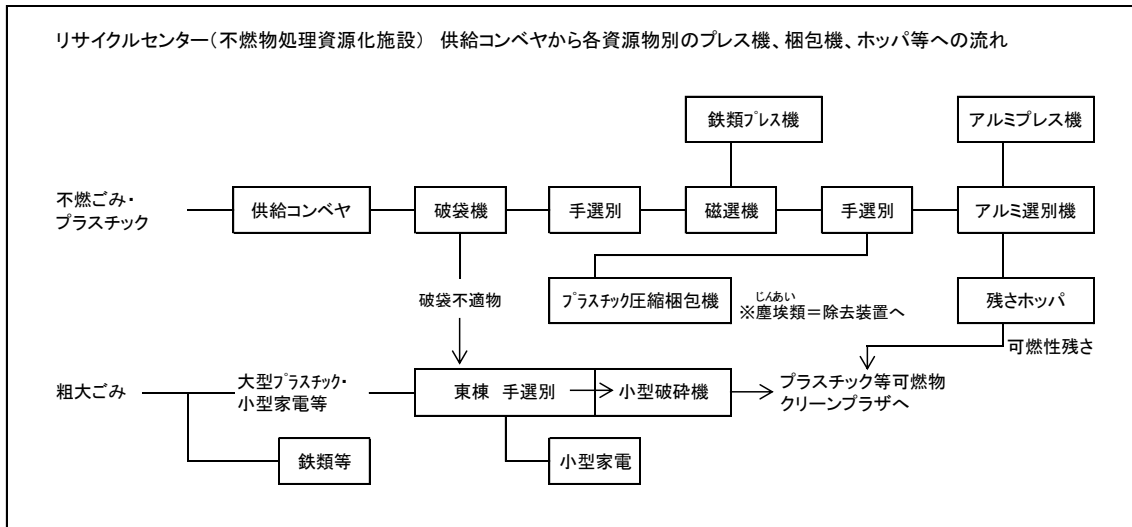 リサイクルセンター(不燃物処理資源化施設)　供給コンベヤから各資源物別のプレス機、梱包機、ホッパ等への流れ
鉄類ﾌﾟﾚｽ機
アルミプレス機
不燃ごみ・
プラスチック
供給コンベヤ
破袋機
手選別
磁選機
手選別
アルミ選別機
破袋不適物
ﾌﾟﾗｽﾁｯｸ圧縮梱包機
じんあい
※塵埃類＝除去装置へ
残さホッパ
可燃性残さ
粗大ごみ
大型ﾌﾟﾗｽﾁｯｸ・
小型家電等
東棟　手選別
小型破砕機
プラスチック等可燃物
クリーンプラザへ
鉄類等
小型家電